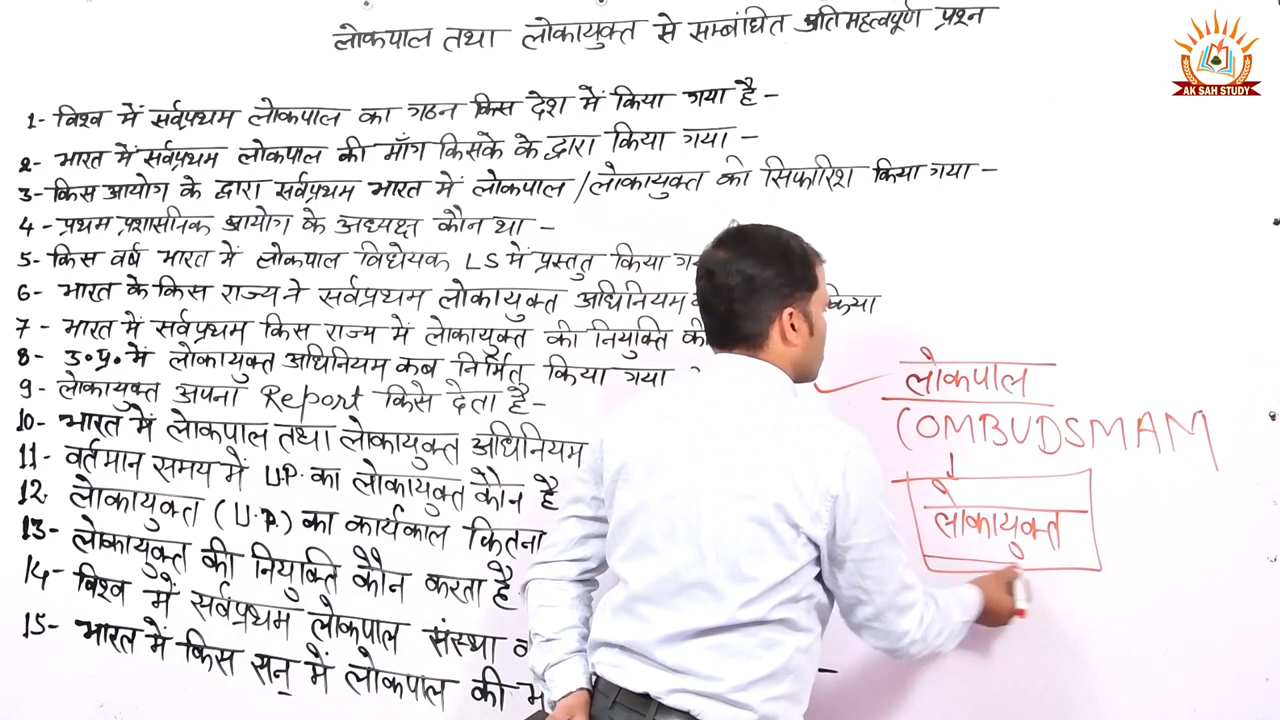 लोकपाल तथा लोकायुक्त से सम्बंधित अतिमहत्वपूर्ण प्रश्न
AK SAH STUDY
1- विश्व में सर्वप्रथम लोकपाल का गठन किस देश में किया गया है -
2- भारत में सर्वप्रथम लोकपाल की माँग किसके के द्वारा किया गया -
3- किस आयोग के द्वारा सर्वप्रथम भारत में लोकपाल /लोकायुक्त की सिफारिश किया गया -
4- प्रथम प्रशासनिक आयोग के अध्यक्ष कौन था -
5- किस वर्ष भारत में लोकपाल विधेयक LS में प्रस्तुत किया
6- भारत के किस राज्य ने सर्वप्रथम लोकायुक्त अधिनियम किया
7- भारत में सर्वप्रथम किस राज्य में लोकायुक्त की नियुक्ति की
8- उ०प्र० में लोकायुक्त अधिनियम कब निर्मित किया गया
9- लोकायुक्त अपना Report किसे देता है -
10- भारत में लोकपाल तथा लोकायुक्त अधिनियम
11- वर्तमान समय में U.P. का लोकायुक्त कौन है
12. लोकायुक्त (U.P.) का कार्यकाल कितना
13- लोकायुक्त की नियुक्ति कौन करता है
14- विश्व में सर्वप्रथम लोकपाल संस्था
15- भारत में किस सन् में लोकपाल की
लोकपाल
(OMBUDSMAM
लोकायुक्त